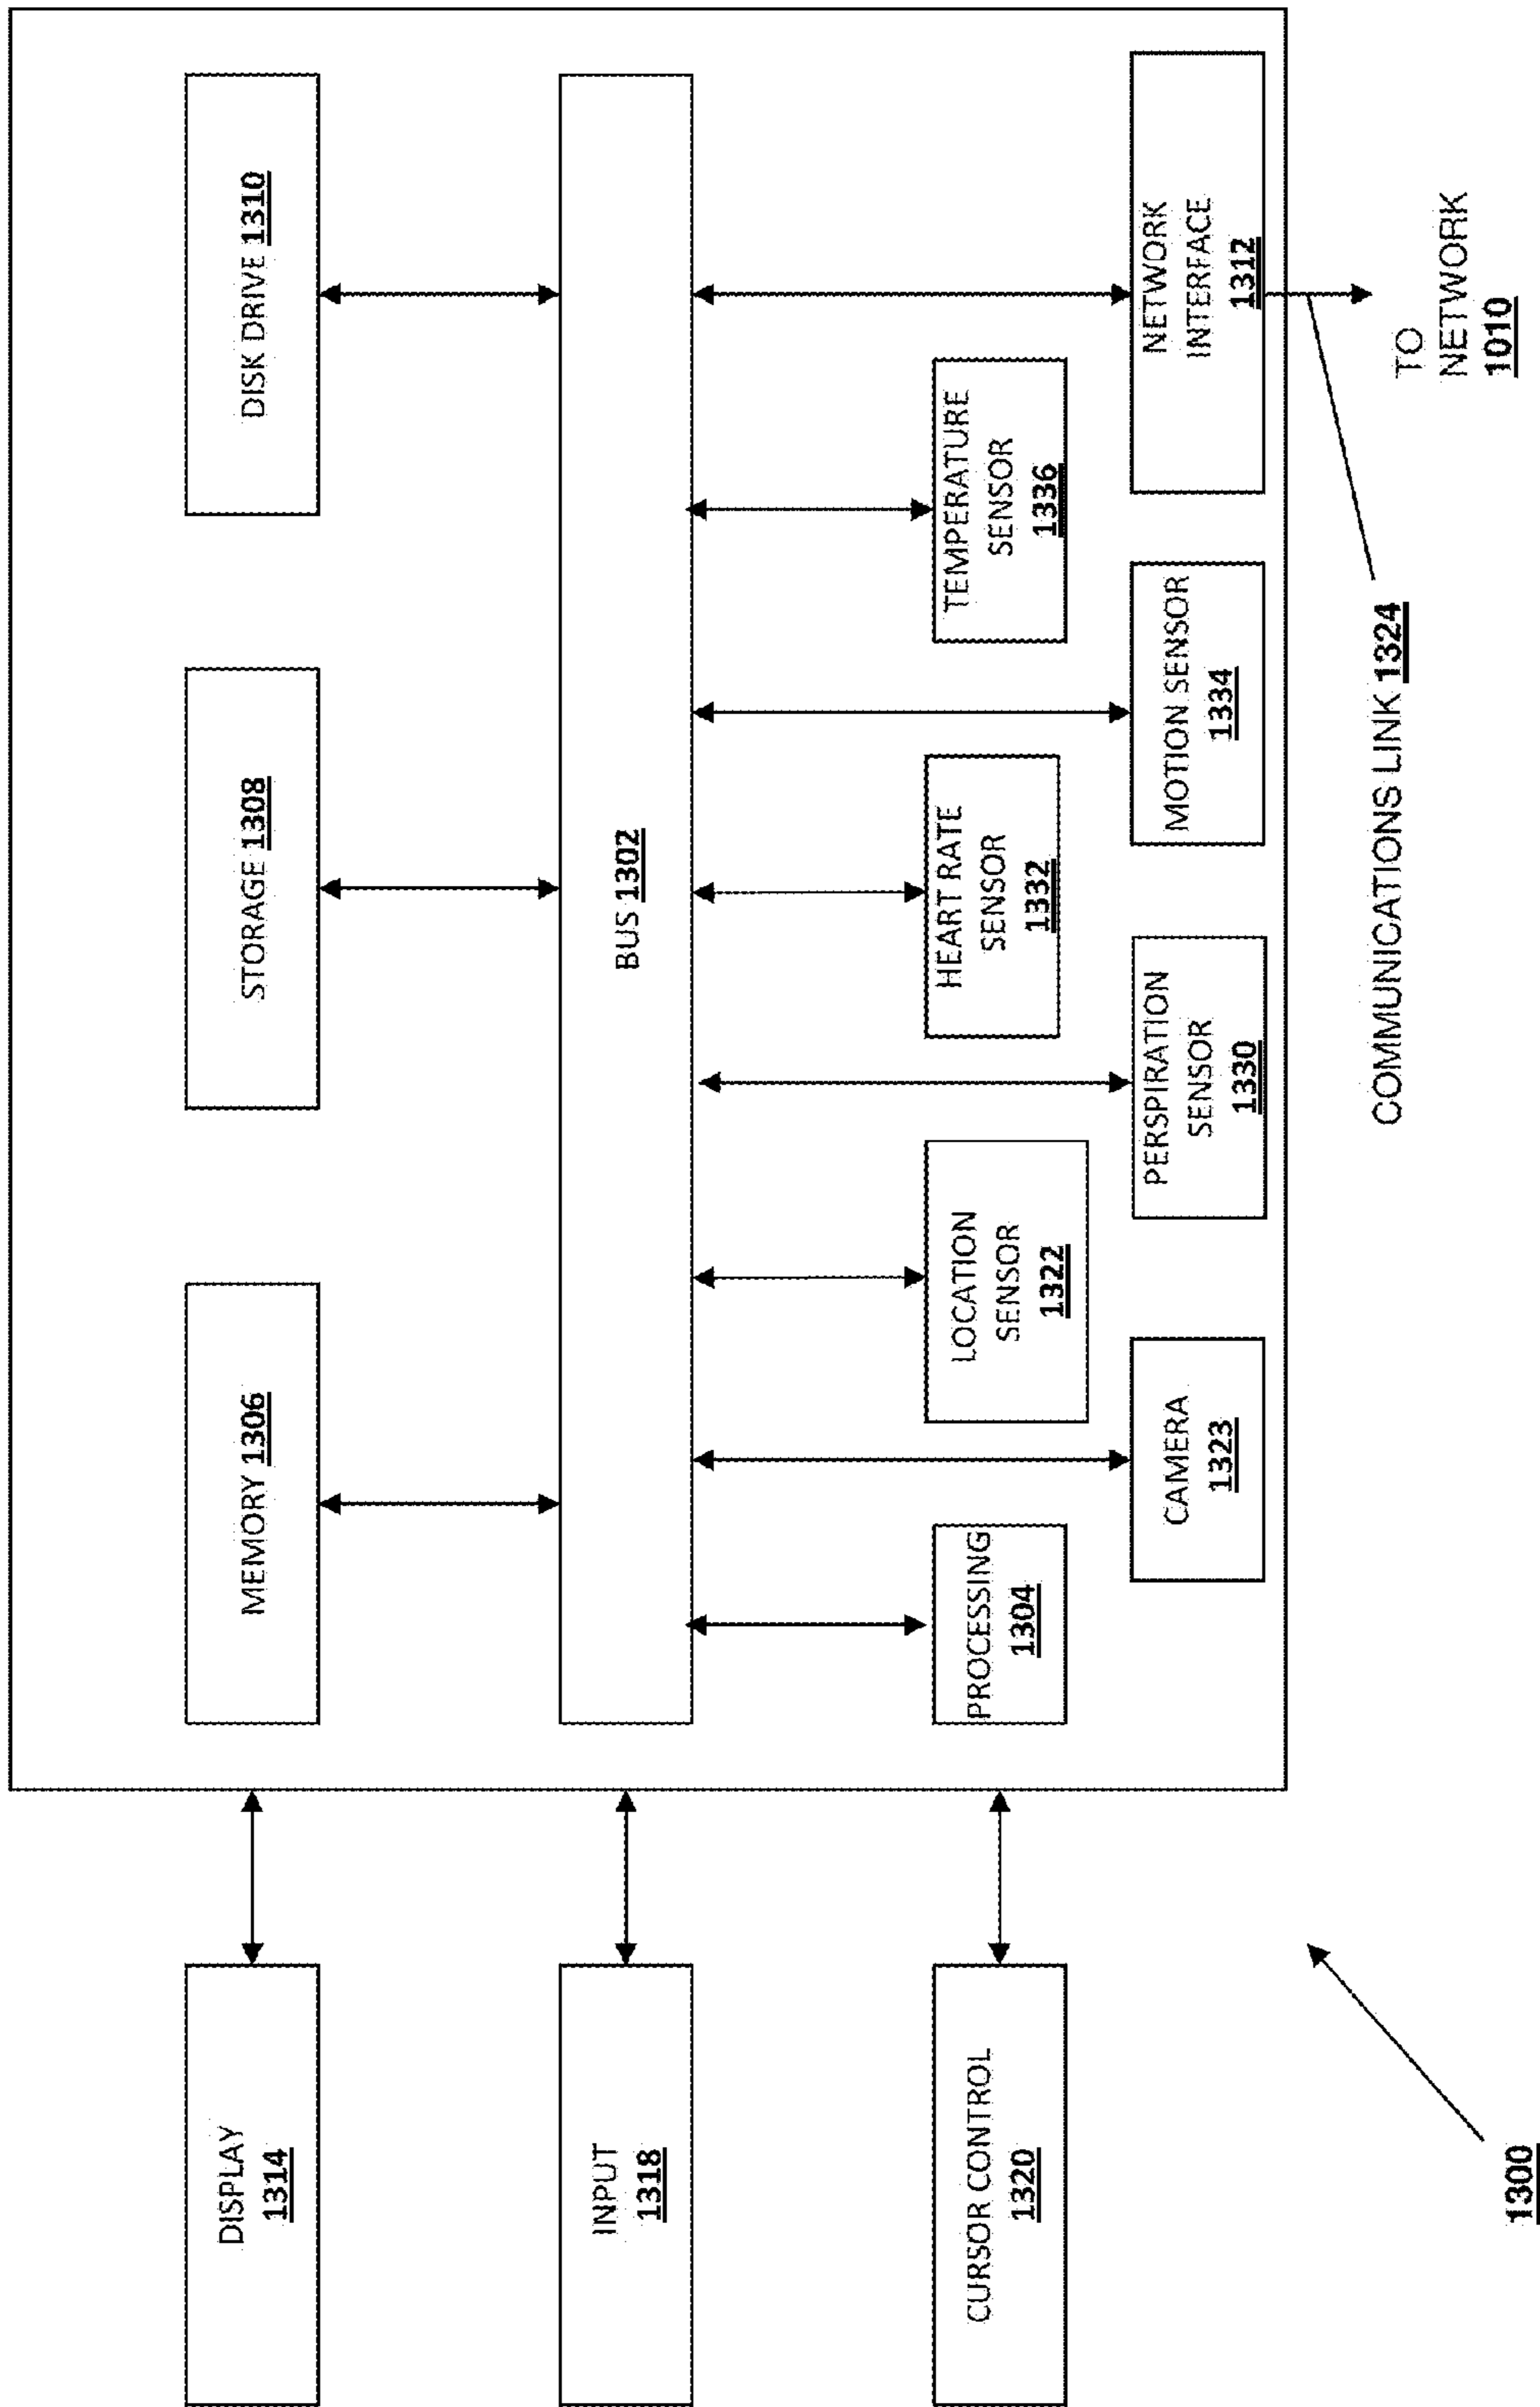 DISPLAY
1314
INPUT
1318
CURSOR CONTROL
1320
MEMORY 1306
STORAGE 1308
DISK DRIVE 1310
BUS 1302
PROCESSING
1304
CAMERA
1323
LOCATION
SENSOR
1322
PERSPIRATION
SENSOR
1330
HEART RATE
SENSOR
1332
MOTION SENSOR
1334
TEMPERATURE
SENSOR
1336
NETWORK
INTERFACE
1312
COMMUNICATIONS LINK 1324
TO
NETWORK
1010
1300